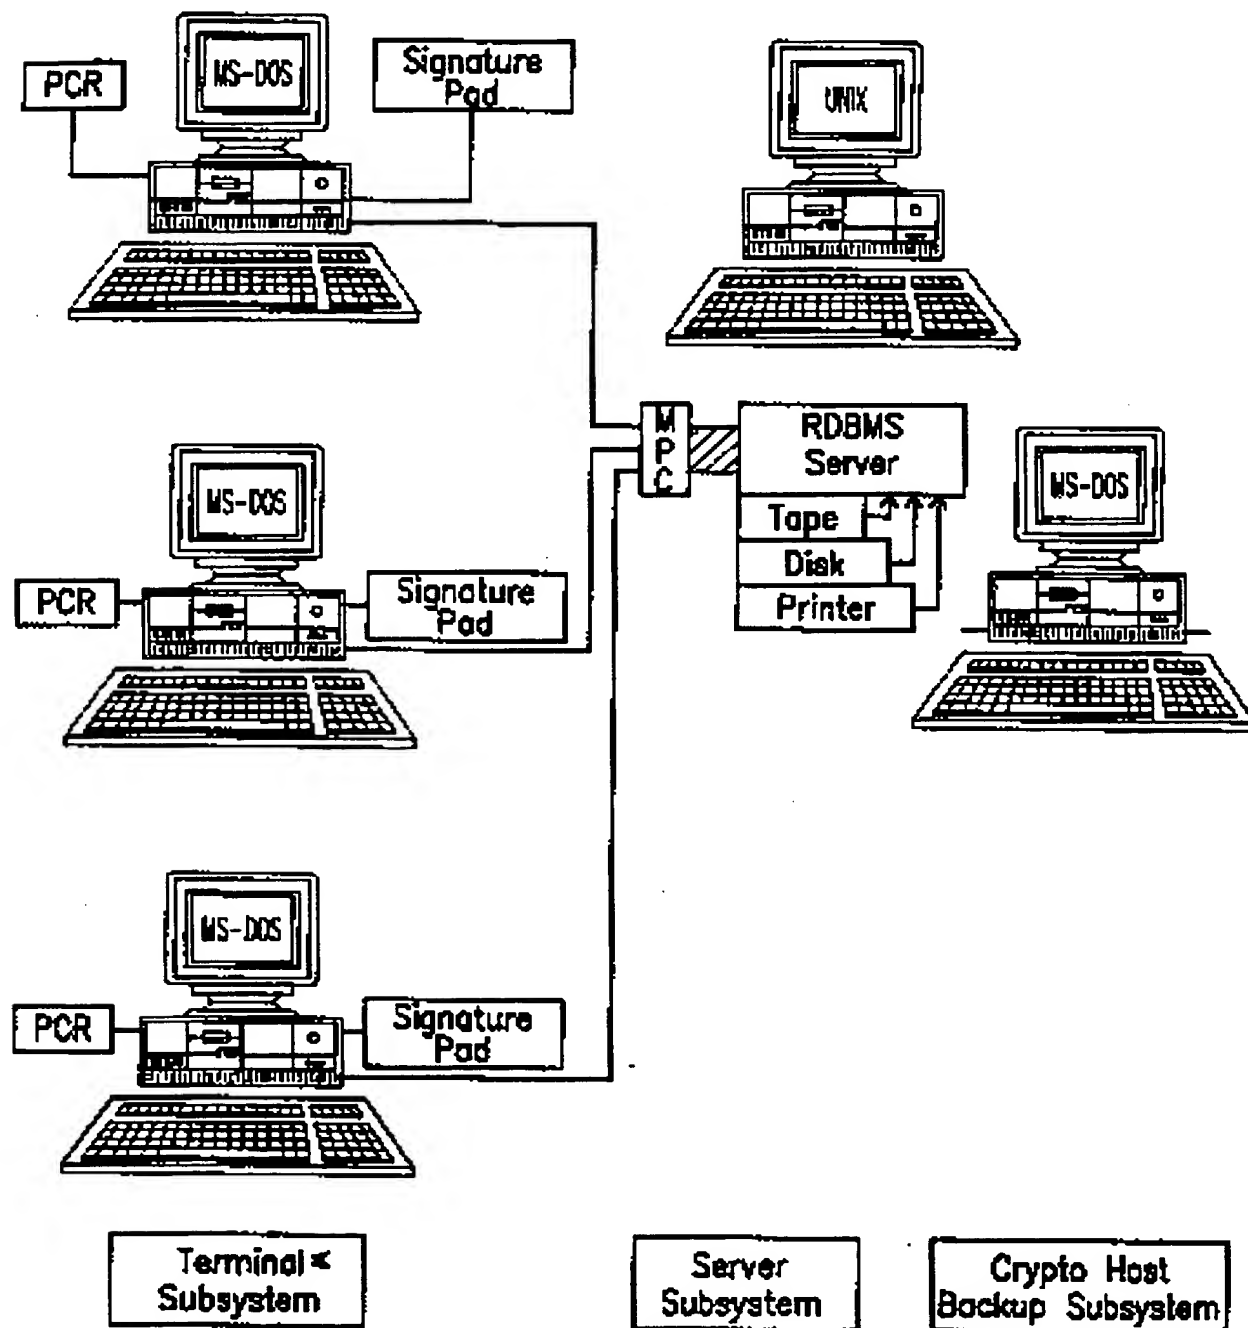 PCR
MS-DOS
Signature
Pad
UNIX
M
P
C
RDBMS
Server
Tape
Disk
Printer
MS-DOS
MS-DOS
PCR
Signature
Pad
MS-DOS
PCR
Signature
Pad
Terminal
Subsystem
Server
Subsystem
Crypto Host
Backup Subsystem